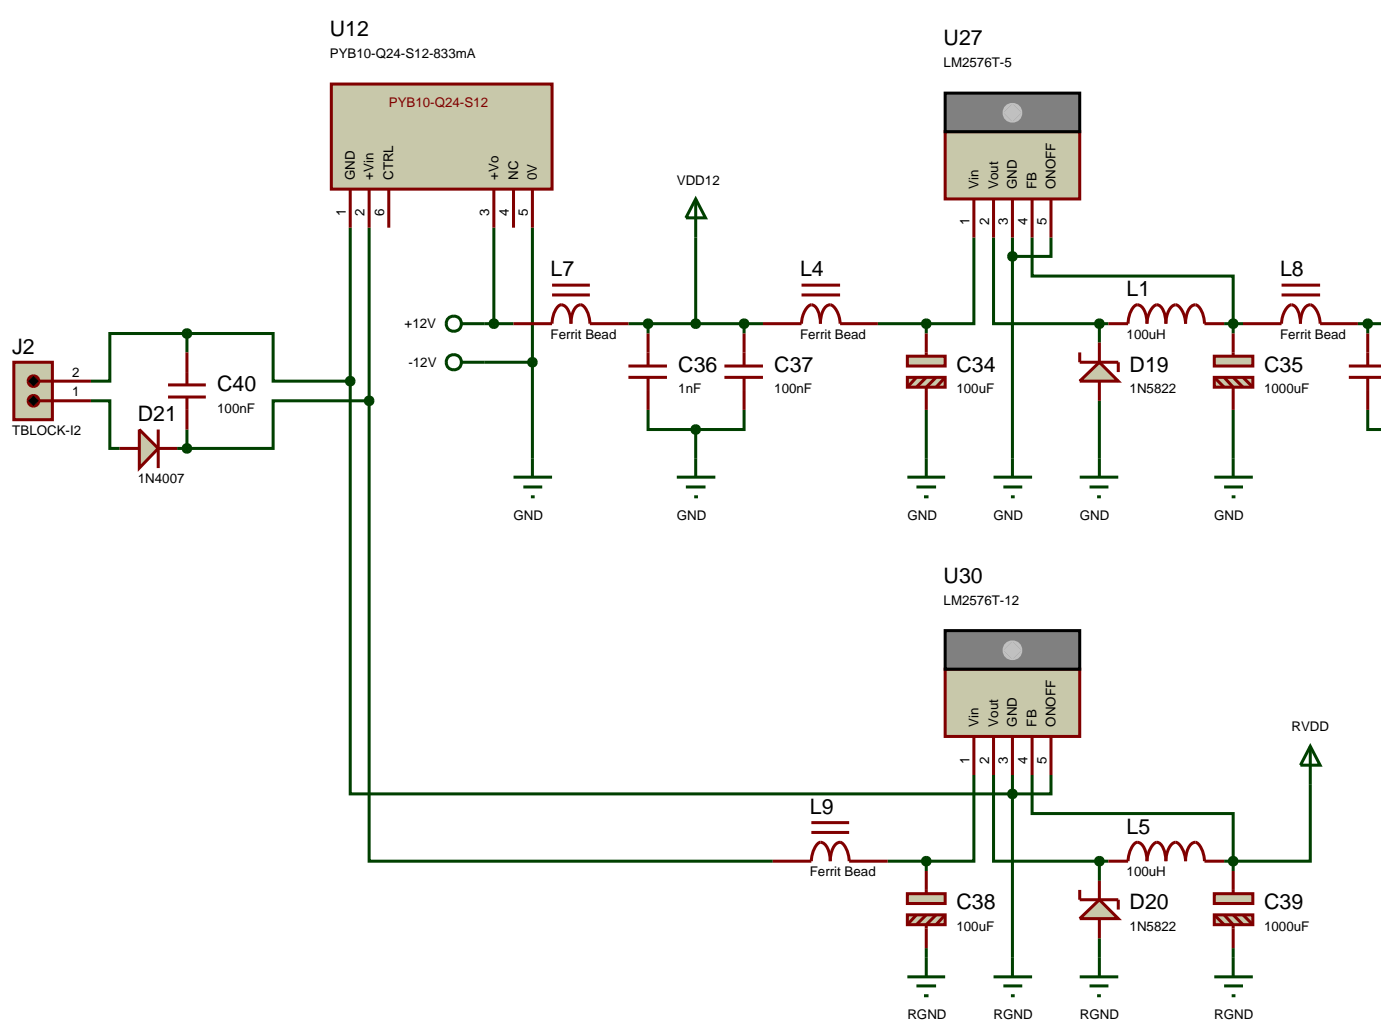 U12
PYB10-Q24-S12-833mA
PYB10-Q24-S12
GND
+Vin
CTRL
+Vo
NC
0V
1
2
6
3
4
5
U27
LM2576T-5
Vin
Vout
GND
FB
ONOFF
1
2
3
4
5
VDD12
L7
Ferrit Bead
L4
Ferrit Bead
L1
100uH
L8
Ferrit Bead
+12V
-12V
J2
2
1
TBLOCK-I2
C40
100nF
D21
1N4007
C36
1nF
C37
100nF
C34
100uF
D19
1N5822
C35
1000uF
GND
GND
GND
GND
GND
GND
U30
LM2576T-12
Vin
Vout
GND
FB
ONOFF
1
2
3
4
5
RVDD
L9
Ferrit Bead
L5
100uH
C38
100uF
D20
1N5822
C39
1000uF
RGND
RGND
RGND
RGND